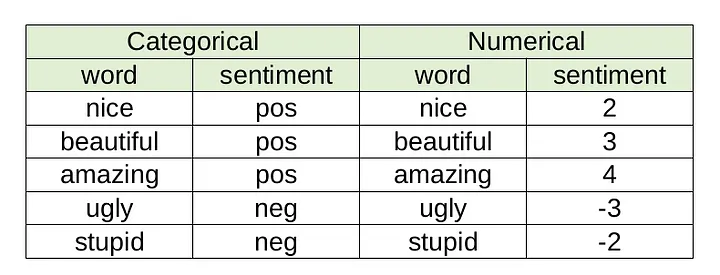 Categorical Numerical
word sentiment word sentiment
nice pos nice 2
beautiful pos beautiful 3
amazing pos amazing 4
ugly neg ugly -3
stupid neg stupid -2